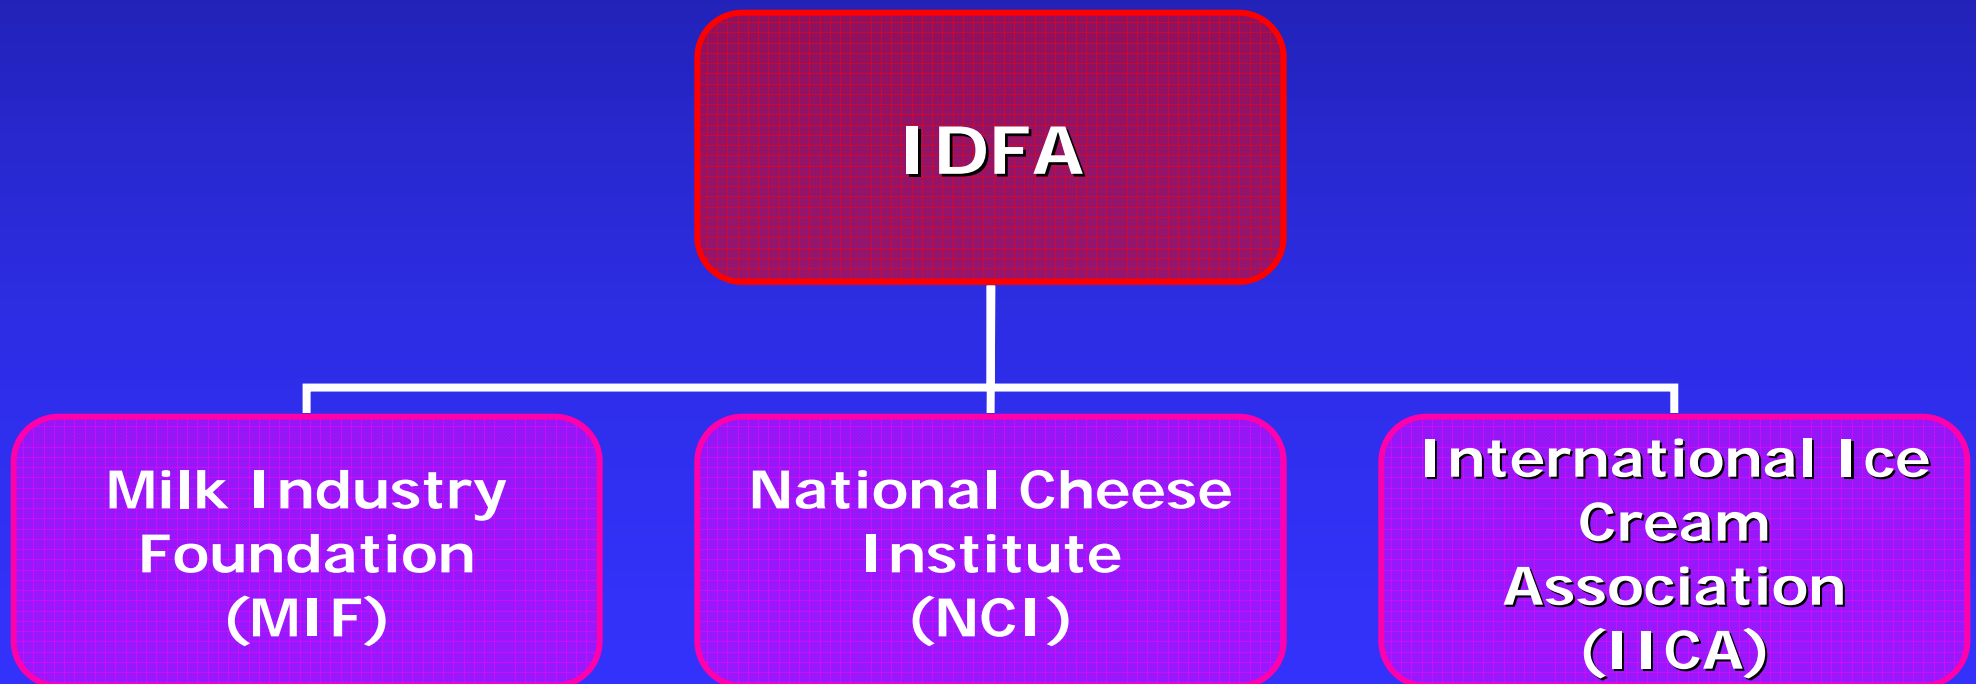 IDFA
Milk Industry
Foundation
(MIF)
National Cheese
Institute
(NCI)
International Ice
Cream
Association
(IICA)